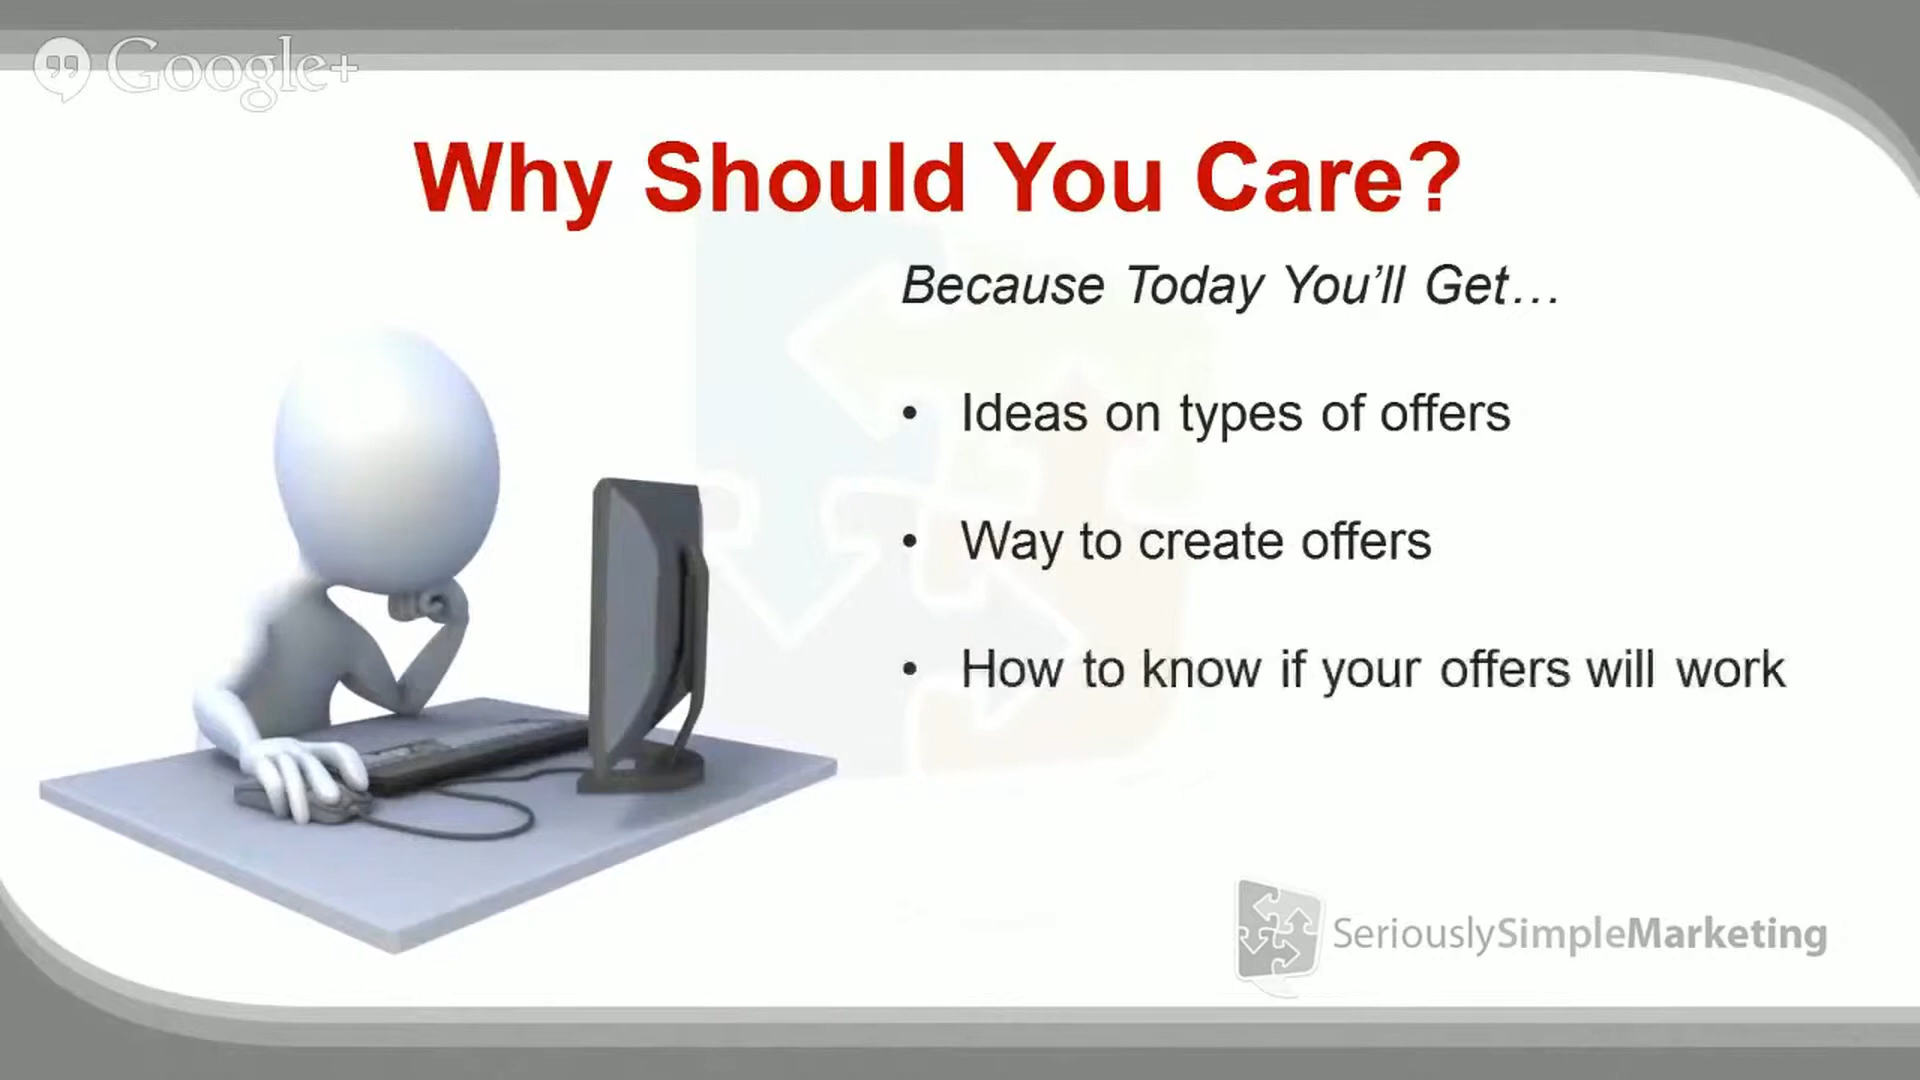 Google+
Why Should You Care?
Because Today You’ll Get…
• Ideas on types of offers
• Way to create offers
• How to know if your offers will work
SeriouslySimpleMarketing